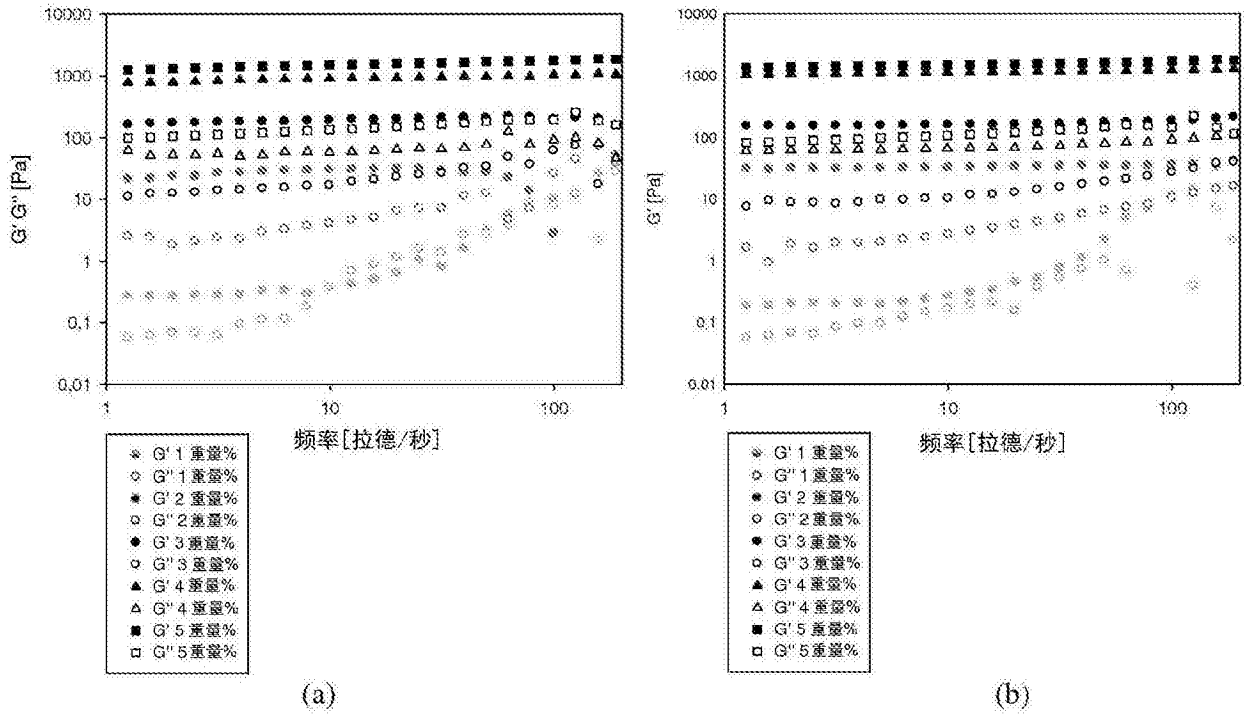 10000
1000
100
10
1
0,1
0,01
G' G'' [Pa]
1
10
100
频率[拉德/秒]
G' 1 重量%
G'' 1 重量%
G' 2 重量%
G'' 2 重量%
G' 3 重量%
G'' 3 重量%
G' 4 重量%
G'' 4 重量%
G' 5 重量%
G'' 5 重量%
(a)
10000
1000
100
10
1
0,1
0,01
G' [Pa]
1
10
100
频率[拉德/秒]
G' 1 重量%
G'' 1 重量%
G' 2 重量%
G'' 2 重量%
G' 3 重量%
G'' 3 重量%
G' 4 重量%
G'' 4 重量%
G' 5 重量%
G'' 5 重量%
(b)